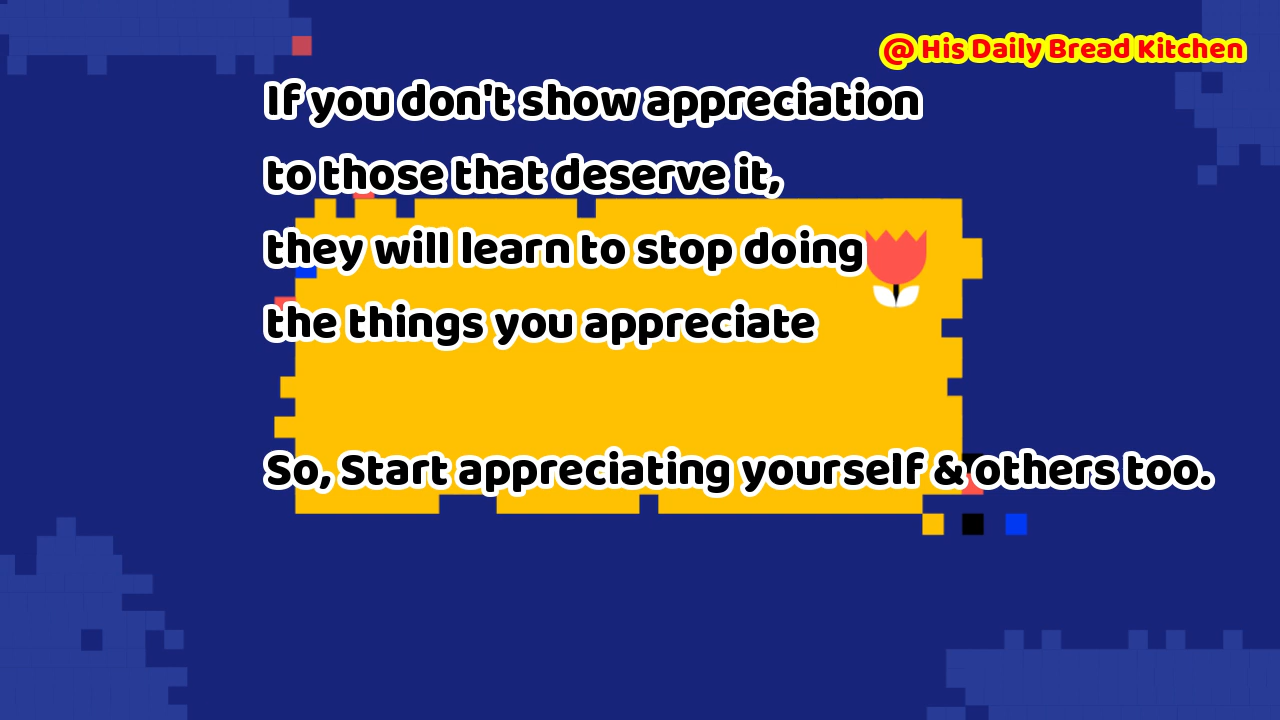 @ His Daily Bread Kitchen
If you don't show appreciation
to those that deserve it,
they will learn to stop doing
the things you appreciate
So, Start appreciating yourself & others too.